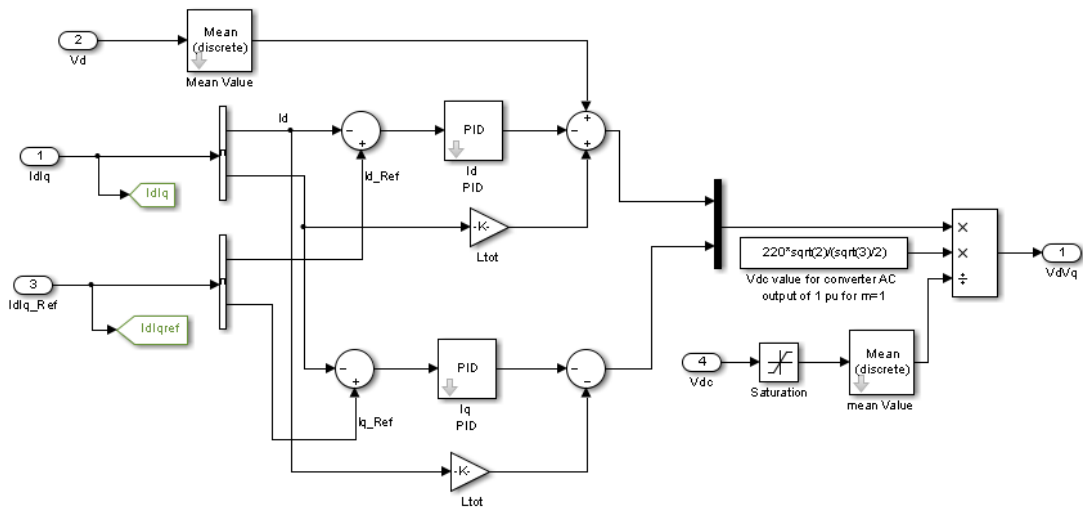 2
Vd
Mean
(discrete)
Mean Value
1
IdIq
IdIq
Id
-
+
Id_Ref
PID
Id
PID
+
-
+
-K-
Ltot
3
IdIq_Ref
IdIqref
-
+
Iq_Ref
PID
Iq
PID
-
-
-K-
Ltot
×
×
÷
220*sqrt(2)/(sqrt(3)/2)
Vdc value for converter AC
output of 1 pu for m=1
1
VdVq
4
Vdc
Saturation
Mean
(discrete)
mean Value